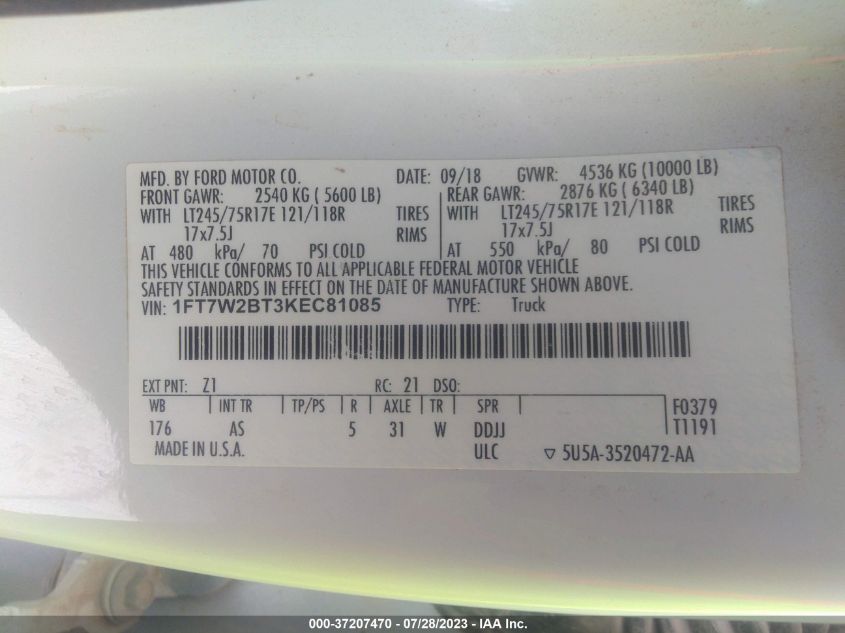 MFD. BY FORD MOTOR CO. DATE: 09/18 GVWR: 4536 KG (10000 LB)
FRONT GAWR: 2540 KG ( 5600 LB) REAR GAWR: 2876 KG ( 6340 LB)
WITH LT245/75R17E 121/118R TIRES WITH LT245/75R17E 121/118R TIRES
17x7.5J RIMS 17x7.5J RIMS
AT 480 kPa/ 70 PSI COLD AT 550 kPa/ 80 PSI COLD
THIS VEHICLE CONFORMS TO ALL APPLICABLE FEDERAL MOTOR VEHICLE
SAFETY STANDARDS IN EFFECT ON THE DATE OF MANUFACTURE SHOWN ABOVE.
VIN: 1FT7W2BT3KEC81085 TYPE: Truck
EXT PNT: Z1 RC: 21 DSO:
WB INT TR TP/PS R AXLE TR SPR F0379
176 AS 5 31 W DDJJ T1191
MADE IN U.S.A. ULC ▽ 5U5A-3520472-AA
000-37207470 - 07/28/2023 - IAA Inc.